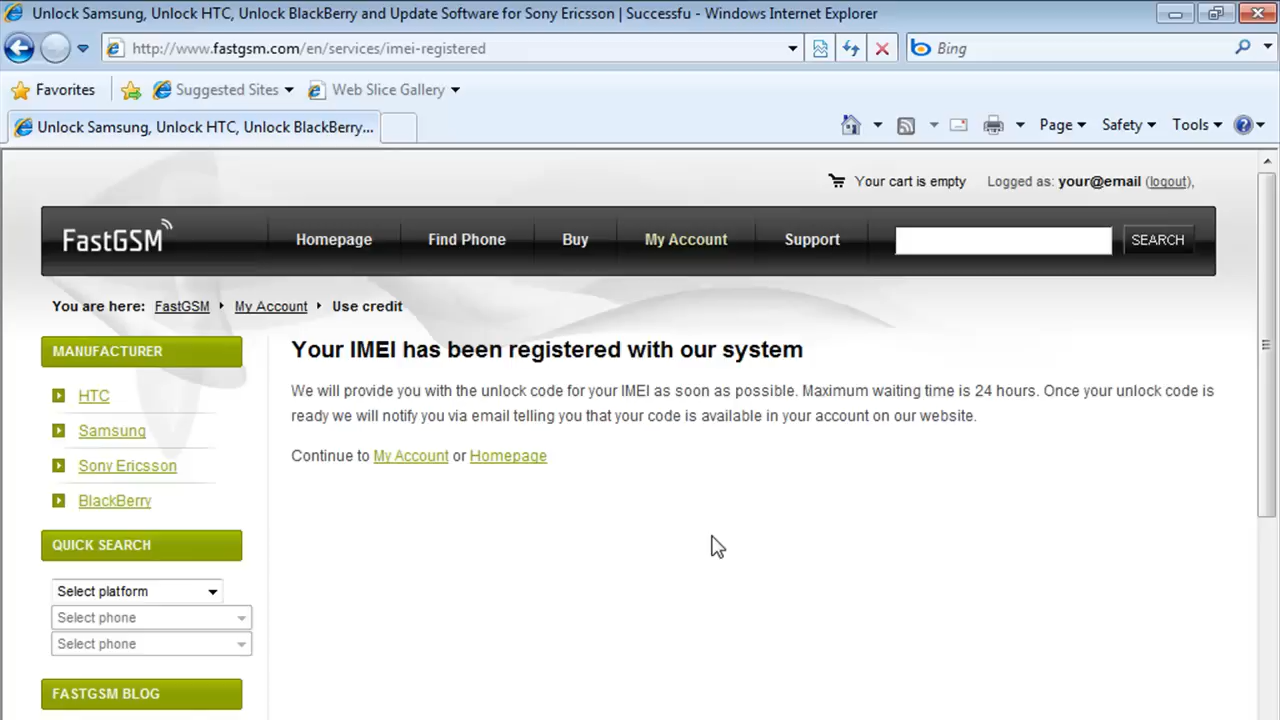 Unlock Samsung, Unlock HTC, Unlock BlackBerry and Update Software for Sony Ericsson | Successfu - Windows Internet Explorer
http://www.fastgsm.com/en/services/imei-registered
Bing
Favorites Suggested Sites Web Slice Gallery
Unlock Samsung, Unlock HTC, Unlock BlackBerry... Page Safety Tools
Your cart is empty Logged as: your@email (logout),
FastGSM Homepage Find Phone Buy My Account Support SEARCH
You are here: FastGSM My Account Use credit
MANUFACTURER
HTC
Samsung
Sony Ericsson
BlackBerry
QUICK SEARCH
Select platform
Select phone
Select phone
FASTGSM BLOG
Your IMEI has been registered with our system
We will provide you with the unlock code for your IMEI as soon as possible. Maximum waiting time is 24 hours. Once your unlock code is
ready we will notify you via email telling you that your code is available in your account on our website.
Continue to My Account or Homepage